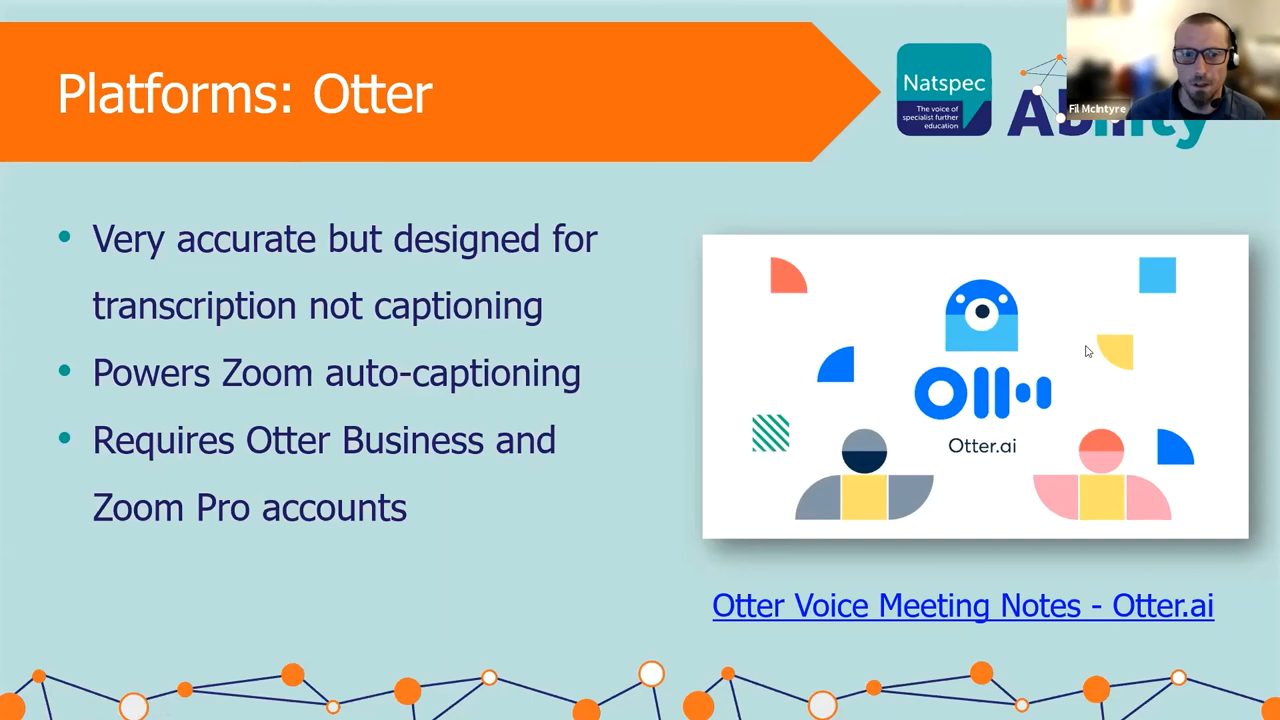 Platforms: Otter
Natspec
The voice of
specialist further
education
Ability
Fil McIntyre
• Very accurate but designed for
transcription not captioning
• Powers Zoom auto-captioning
• Requires Otter Business and
Zoom Pro accounts
Otter.ai
Otter Voice Meeting Notes - Otter.ai